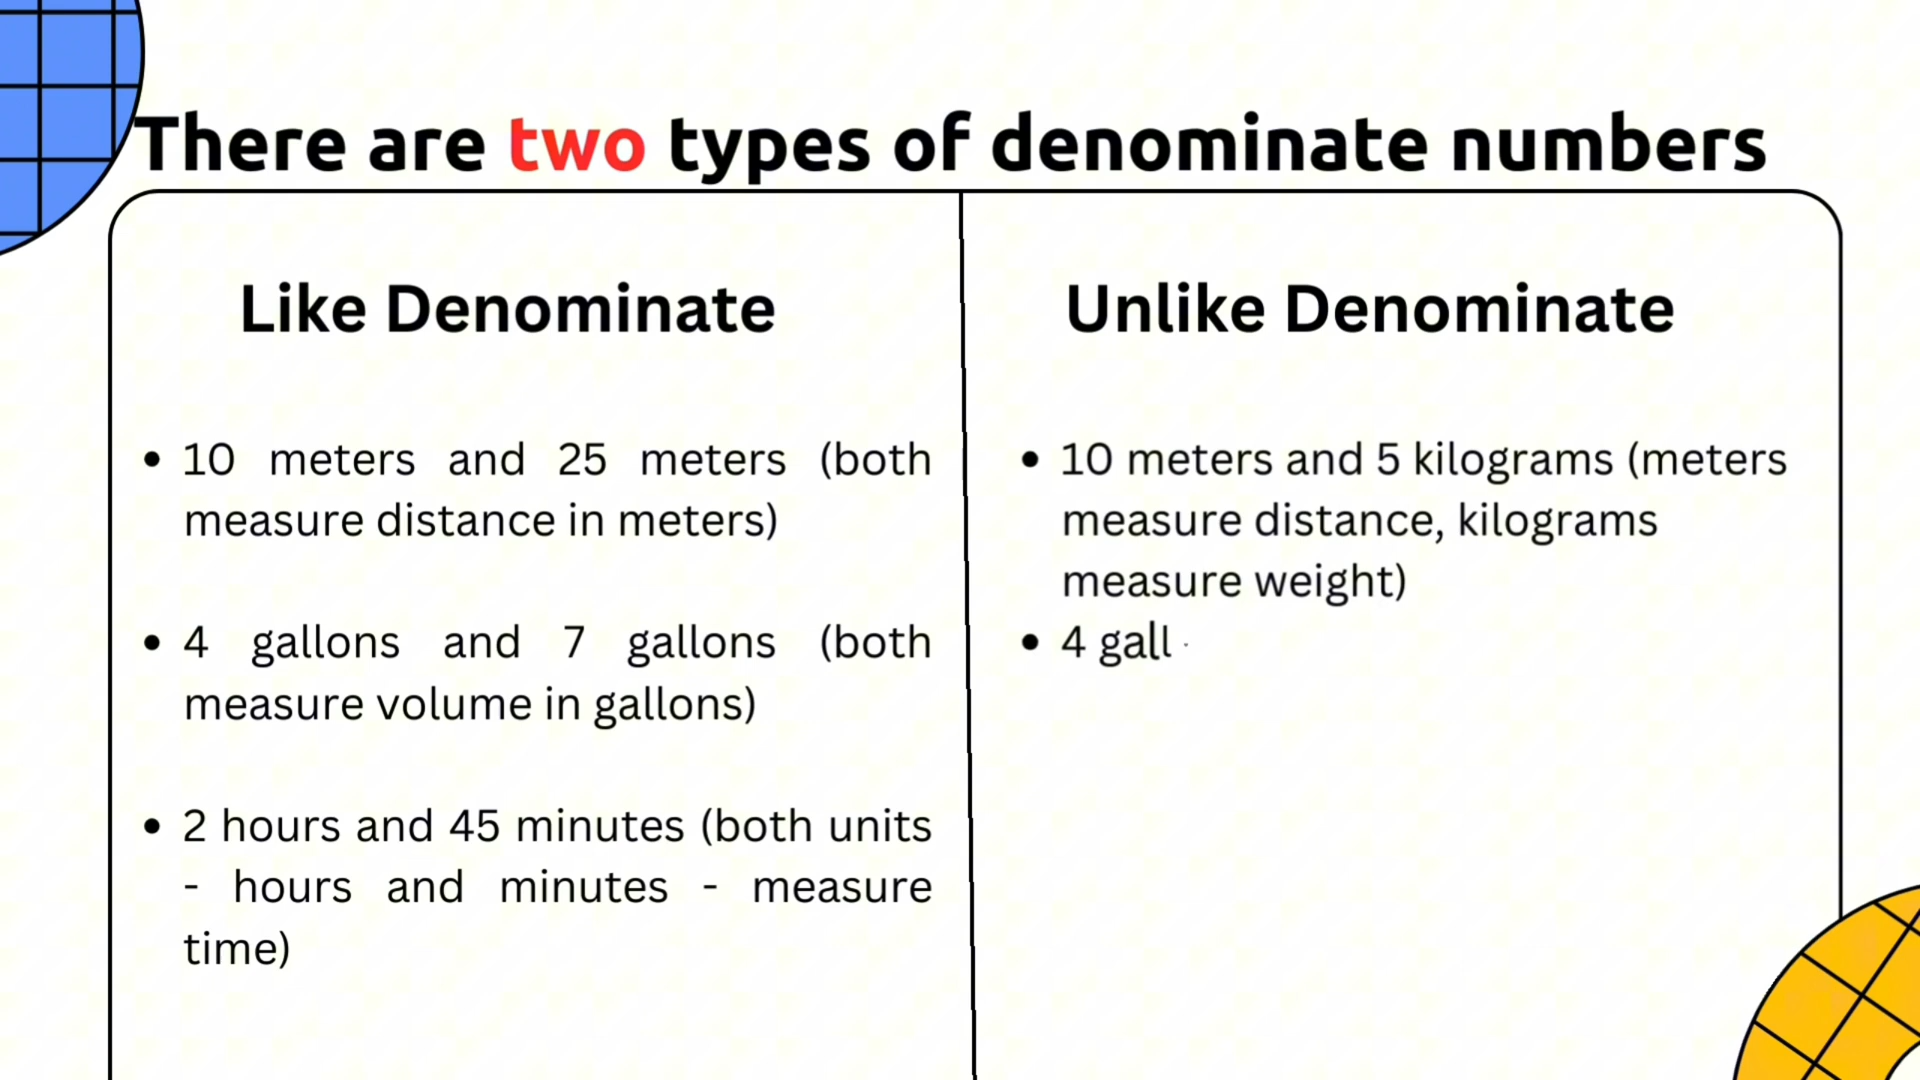 There are two types of denominate numbers
Like Denominate
• 10 meters and 25 meters (both
measure distance in meters)
• 4 gallons and 7 gallons (both
measure volume in gallons)
• 2 hours and 45 minutes (both units
- hours and minutes - measure
time)
Unlike Denominate
• 10 meters and 5 kilograms (meters
measure distance, kilograms
measure weight)
• 4 gall